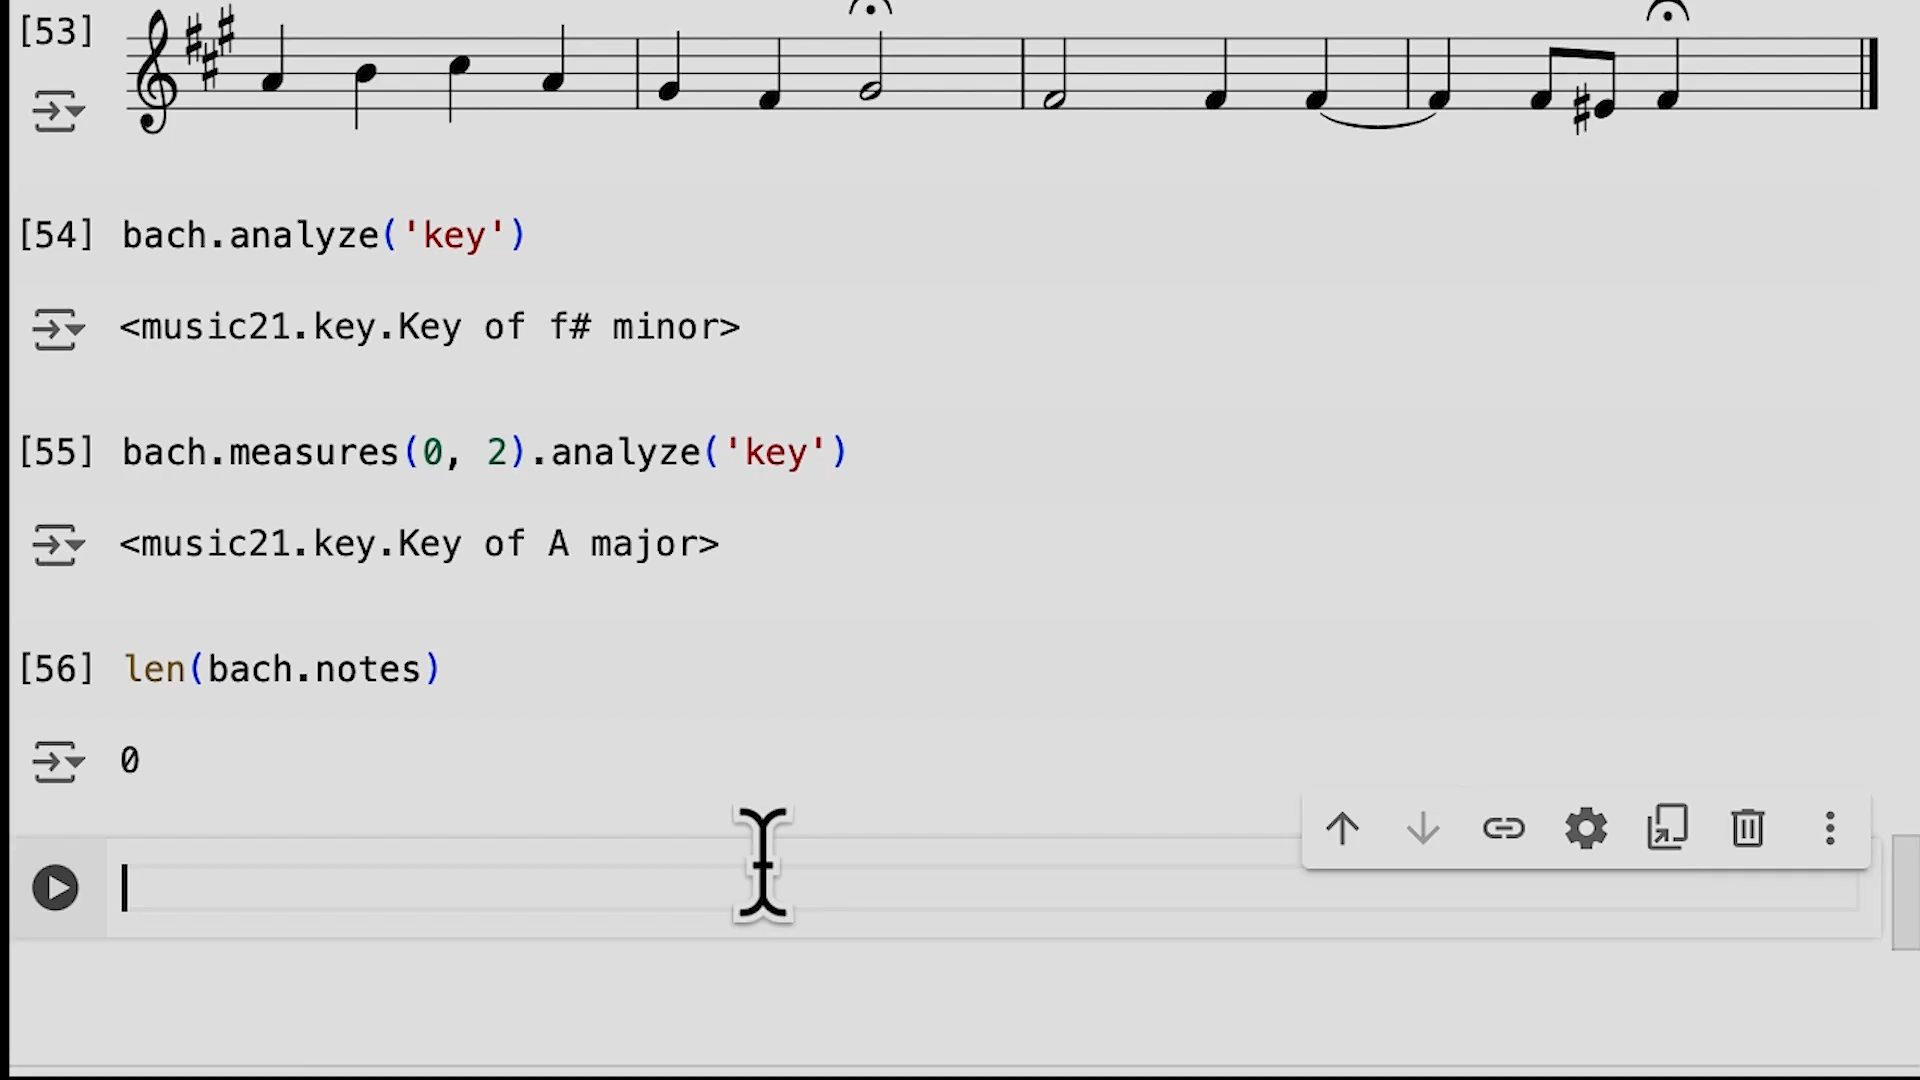 [53]
[54] bach.analyze('key')
<music21.key.Key of f# minor>
[55] bach.measures(0, 2).analyze('key')
<music21.key.Key of A major>
[56] len(bach.notes)
0